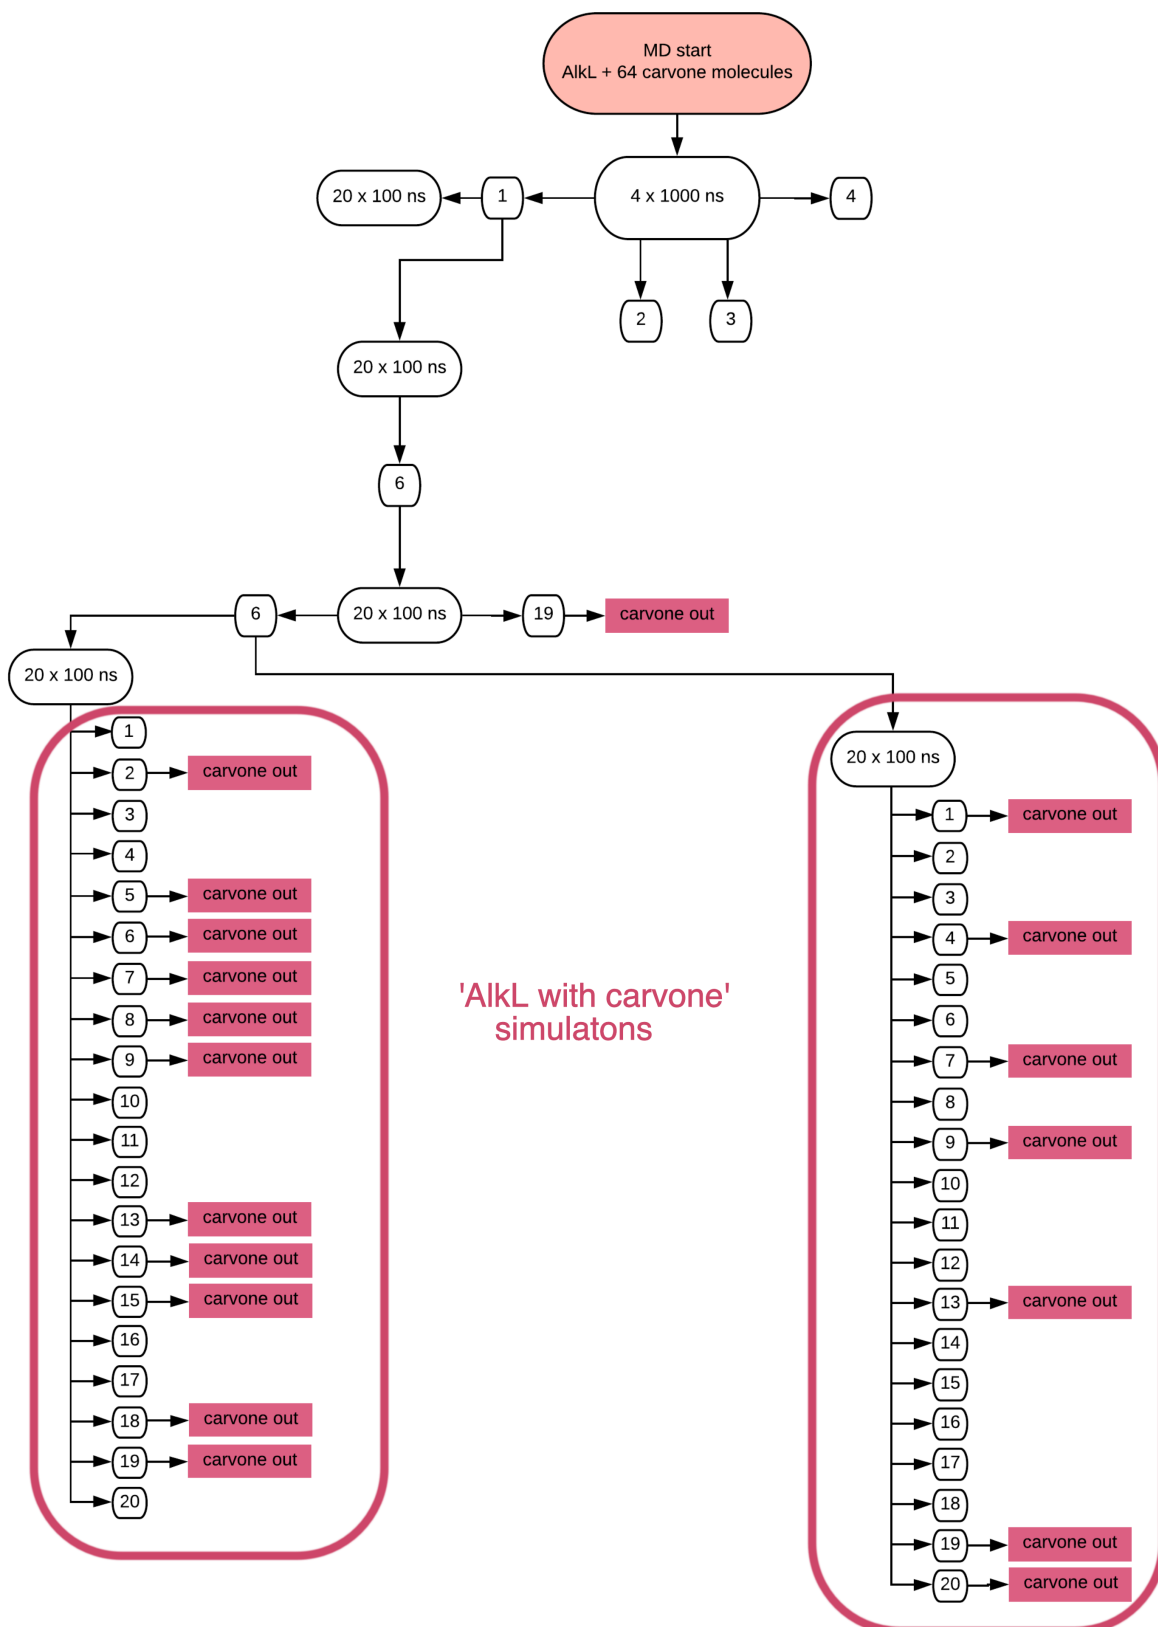 MD start
AlkL + 64 carvone molecules
20 x 100 ns
1
4 x 1000 ns
4
2
3
20 x 100 ns
6
6
20 x 100 ns
19
carvone out
20 x 100 ns
1
2
carvone out
3
4
5
carvone out
6
carvone out
7
carvone out
8
carvone out
9
carvone out
10
11
12
13
carvone out
14
carvone out
15
carvone out
16
17
18
carvone out
19
carvone out
20
'AlkL with carvone'
simulatons
20 x 100 ns
1
carvone out
2
3
4
carvone out
5
6
7
carvone out
8
9
carvone out
10
11
12
13
carvone out
14
15
16
17
18
19
carvone out
20
carvone out